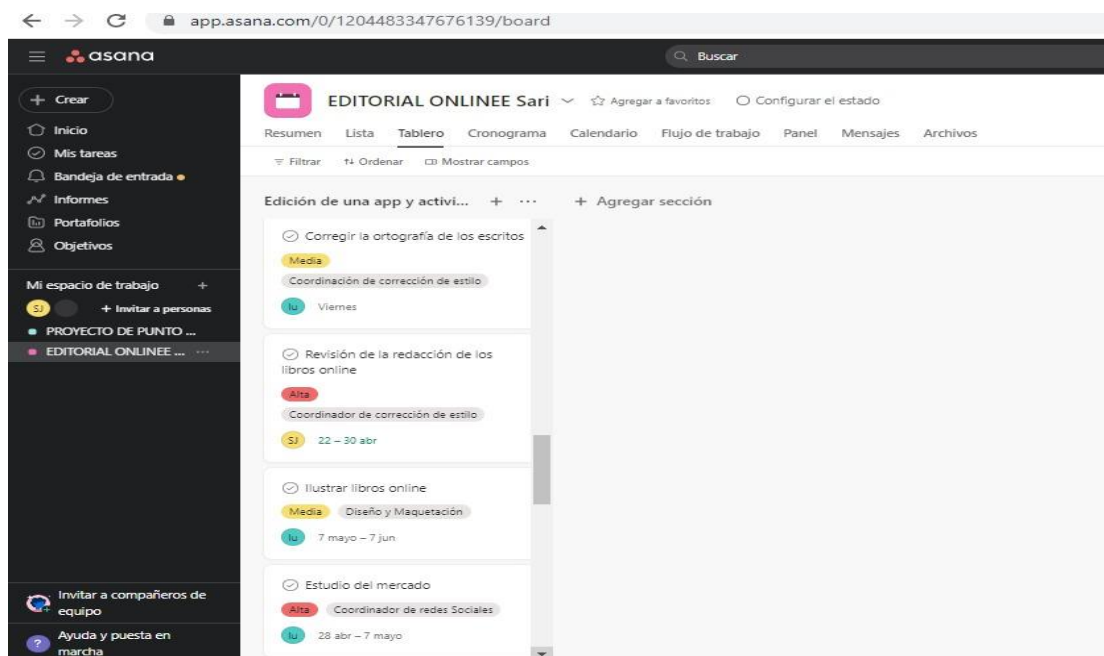 app.asana.com/0/1204483347676139/board
asana
Buscar
+ Crear
Inicio
Mis tareas
Bandeja de entrada
Informes
Portafolios
Objetivos
Mi espacio de trabajo +
SJ + Invitar a personas
PROYECTO DE PUNTO ...
EDITORIAL ONLINEE ... ...
Invitar a compañeros de
equipo
? Ayuda y puesta en
marcha
EDITORIAL ONLINEE Sari Agregar a favoritos Configurar el estado
Resumen Lista Tablero Cronograma Calendario Flujo de trabajo Panel Mensajes Archivos
Filtrar Ordenar Mostrar campos
Edición de una app y activi... + ... + Agregar sección
Corregir la ortografía de los escritos
Media
Coordinación de corrección de estilo
lu Viernes
Revisión de la redacción de los
libros online
Alta
Coordinador de corrección de estilo
SJ 22 – 30 abr
Ilustrar libros online
Media Diseño y Maquetación
lu 7 mayo – 7 jun
Estudio del mercado
Alta Coordinador de redes Sociales
lu 28 abr – 7 mayo